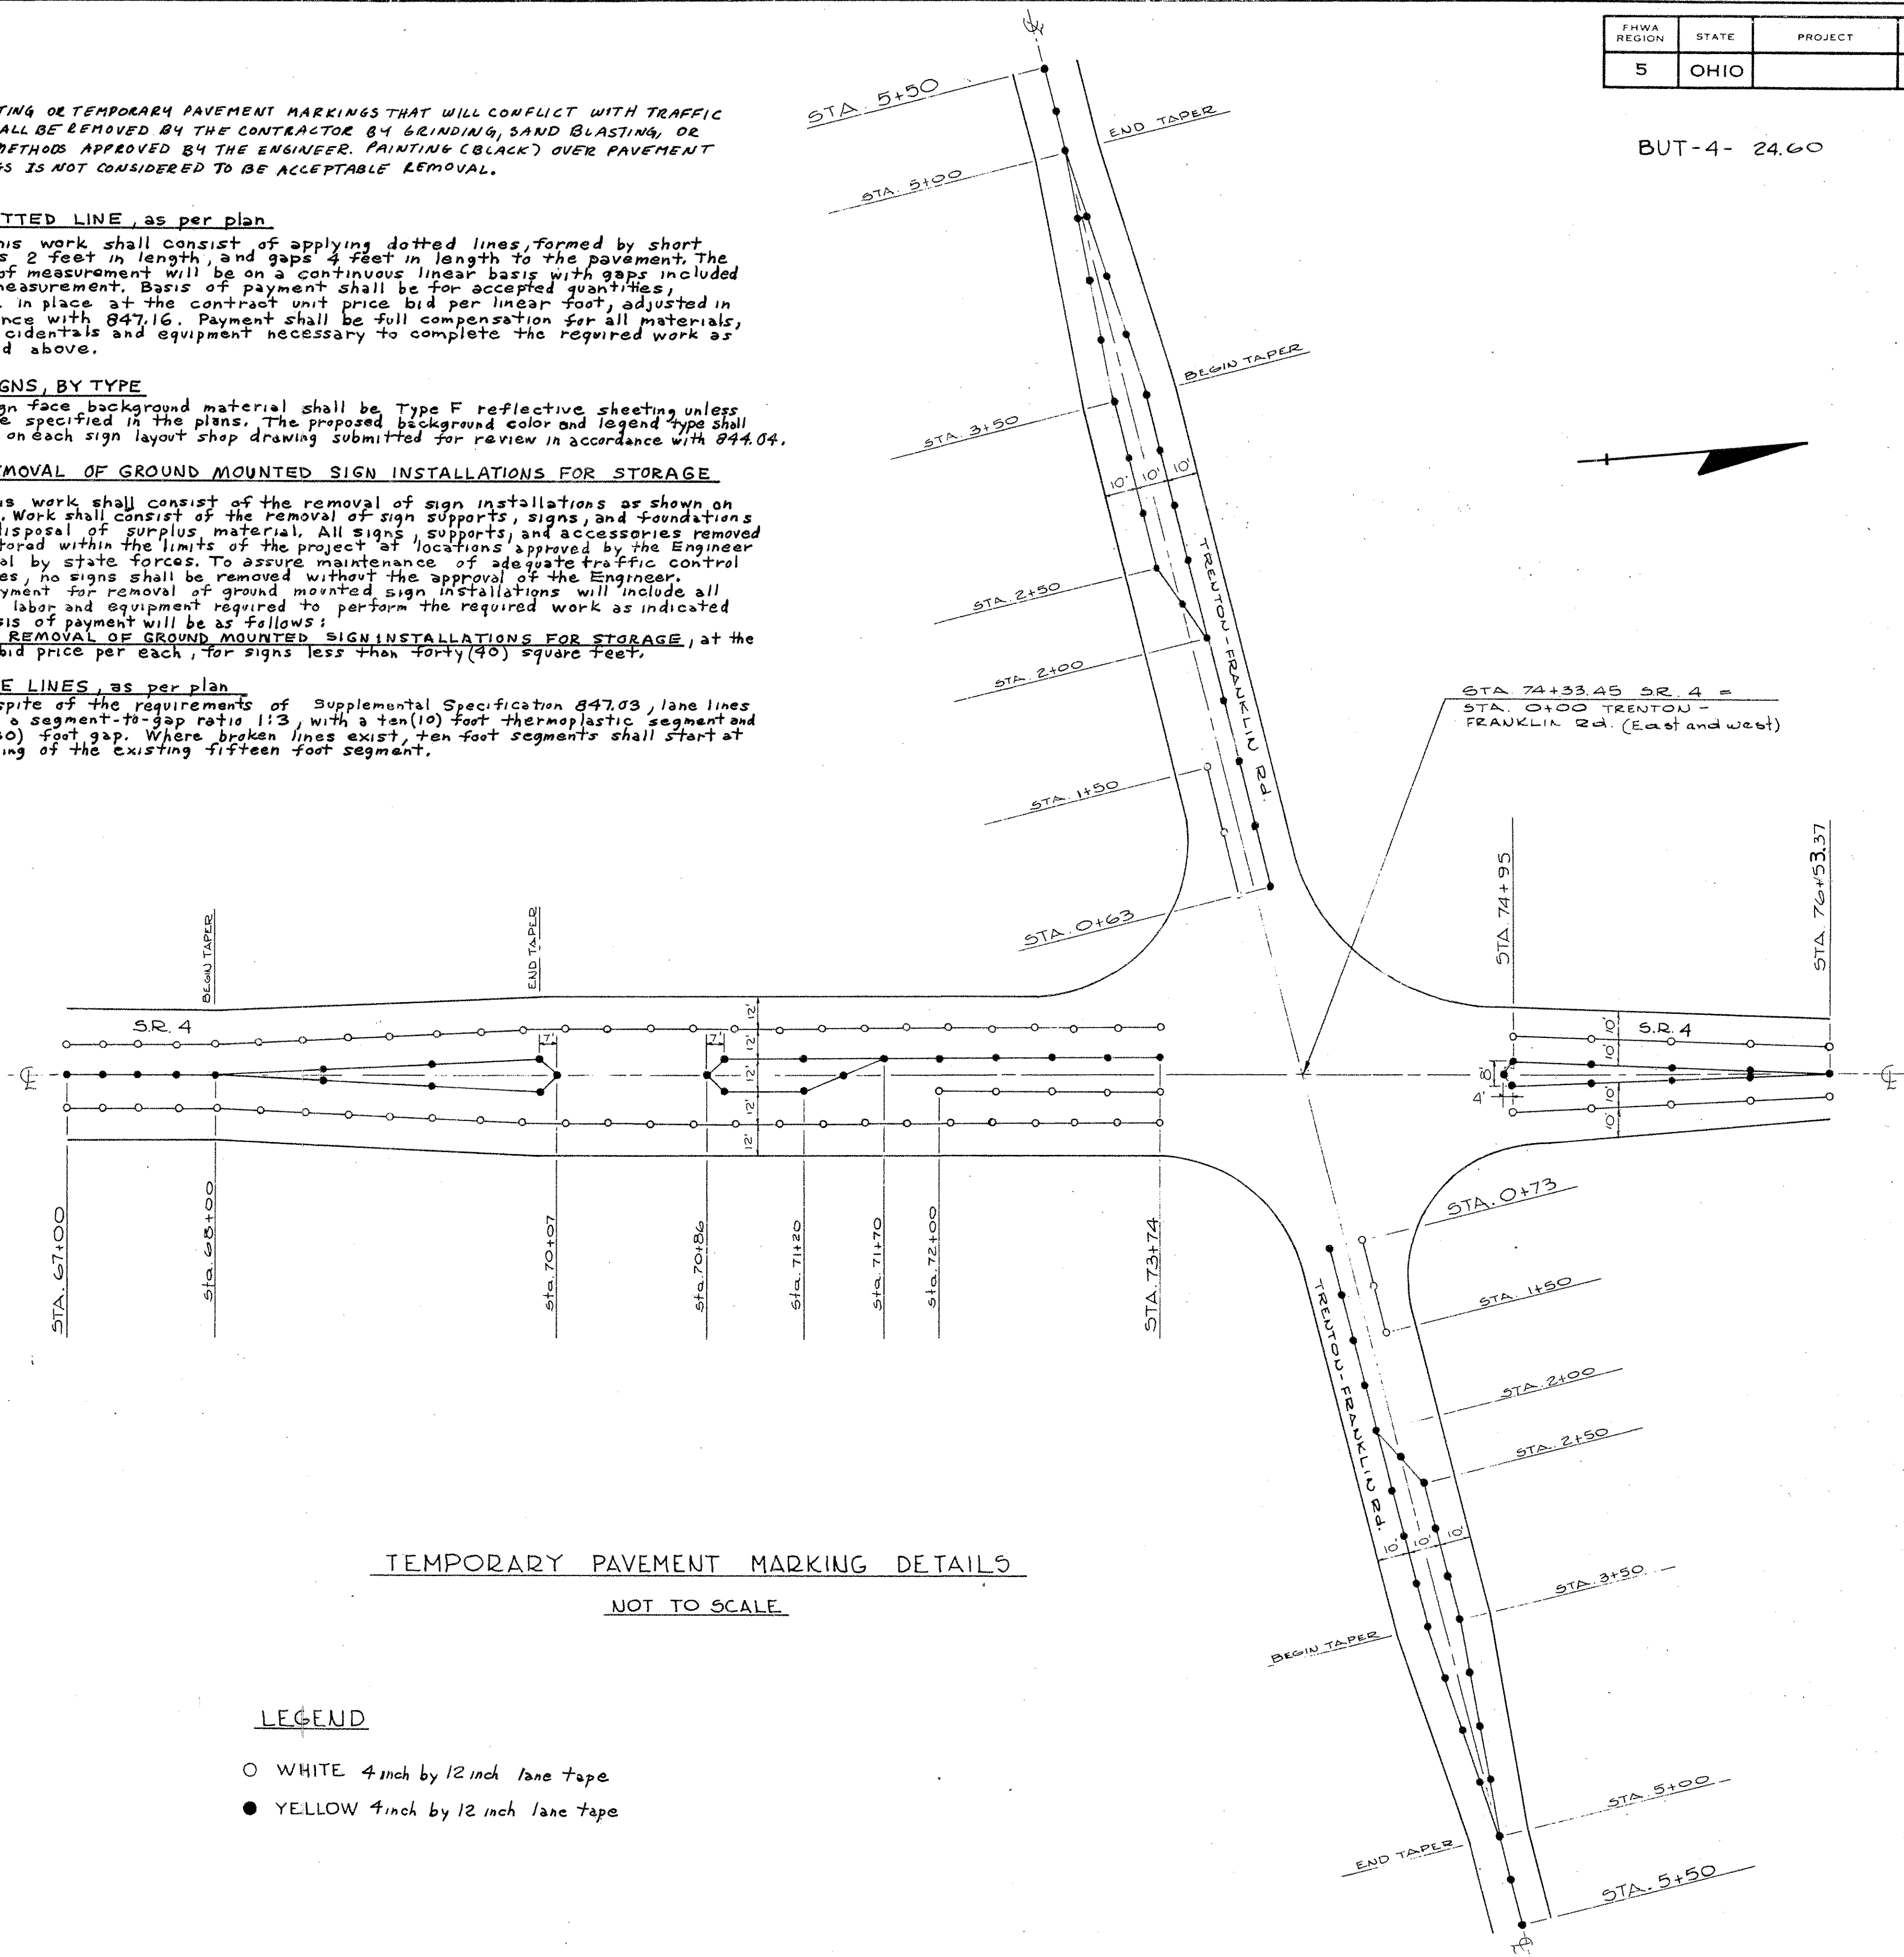 FHWA REGION STATE PROJECT
5 OHIO
BUT-4- 24.60
TING OR TEMPORARY PAVEMENT MARKINGS THAT WILL CONFLICT WITH TRAFFIC
ALL BE REMOVED BY THE CONTRACTOR BY GRINDING, SAND BLASTING, OR
METHODS APPROVED BY THE ENGINEER. PAINTING (BLACK) OVER PAVEMENT
GS IS NOT CONSIDERED TO BE ACCEPTABLE REMOVAL.
TTED LINE, as per plan
his work shall consist of applying dotted lines, formed by short
s 2 feet in length, and gaps 4 feet in length to the pavement. The
of measurement will be on a continuous linear basis with gaps included
measurement. Basis of payment shall be for accepted quantities,
in place at the contract unit price bid per linear foot, adjusted in
nce with 847.16. Payment shall be full compensation for all materials,
cidentals and equipment necessary to complete the required work as
d above.
GNS, BY TYPE
gn face background material shall be Type F reflective sheeting unless
e specified in the plans. The proposed background color and legend type shall
on each sign layout shop drawing submitted for review in accordance with 844.04.
MOVAL OF GROUND MOUNTED SIGN INSTALLATIONS FOR STORAGE
is work shall consist of the removal of sign installations as shown on
. Work shall consist of the removal of sign supports, signs, and foundations
disposal of surplus material. All signs, supports, and accessories removed
tored within the limits of the project at locations approved by the Engineer
al by state forces. To assure maintenance of adequate traffic control
es, no signs shall be removed without the approval of the Engineer.
yment for removal of ground mounted sign installations will include all
labor and equipment required to perform the required work as indicated
sis of payment will be as follows:
REMOVAL OF GROUND MOUNTED SIGN INSTALLATIONS FOR STORAGE, at the
bid price per each, for signs less than forty (40) square feet.
E LINES, as per plan
spite of the requirements of Supplemental Specification 847.03, lane lines
a segment-to-gap ratio 1:3, with a ten (10) foot thermoplastic segment and
30) foot gap. Where broken lines exist, ten foot segments shall start at
ing of the existing fifteen foot segment.
STA. 5+50
END TAPER
STA. 5+00
BEGIN TAPER
STA. 3+50
10' 10' 10'
STA. 2+50
STA. 2+00
TRENTON-FRANKLIN Rd.
STA. 1+50
STA. 0+63
STA. 74+33.45 S.R. 4 =
STA. 0+00 TRENTON -
FRANKLIN Rd. (East and west)
STA. 74+95
STA. 76+53.37
BEGIN TAPER
END TAPER
S.R. 4
7'
7'
12'
12'
12'
12'
12'
8'
4'
10'
10'
10'
10'
S.R. 4
STA. 67+00
Sta. 68+00
Sta. 70+07
Sta. 70+86
Sta. 71+20
Sta. 71+70
Sta. 72+00
STA. 73+74
STA. 0+73
STA. 1+50
STA. 2+00
STA. 2+50
TRENTON-FRANKLIN Rd.
10' 10' 10'
STA. 3+50
BEGIN TAPER
STA. 5+00
END TAPER
STA. 5+50
TEMPORARY PAVEMENT MARKING DETAILS
NOT TO SCALE
LEGEND
WHITE 4 inch by 12 inch lane tape
YELLOW 4 inch by 12 inch lane tape